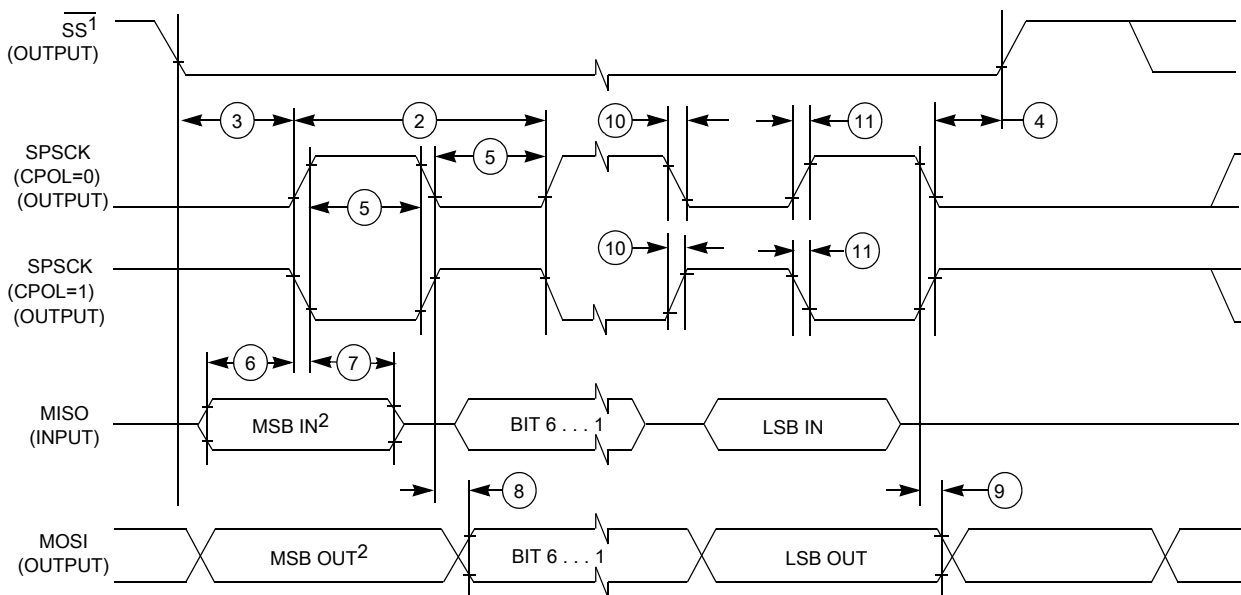 SS1
(OUTPUT)
3
2
10
11
4
SPSCK
(CPOL=0)
(OUTPUT)
5
5
10
11
SPSCK
(CPOL=1)
(OUTPUT)
6
7
MISO
(INPUT)
MSB IN2
BIT 6 . . . 1
LSB IN
8
9
MOSI
(OUTPUT)
MSB OUT2
BIT 6 . . . 1
LSB OUT